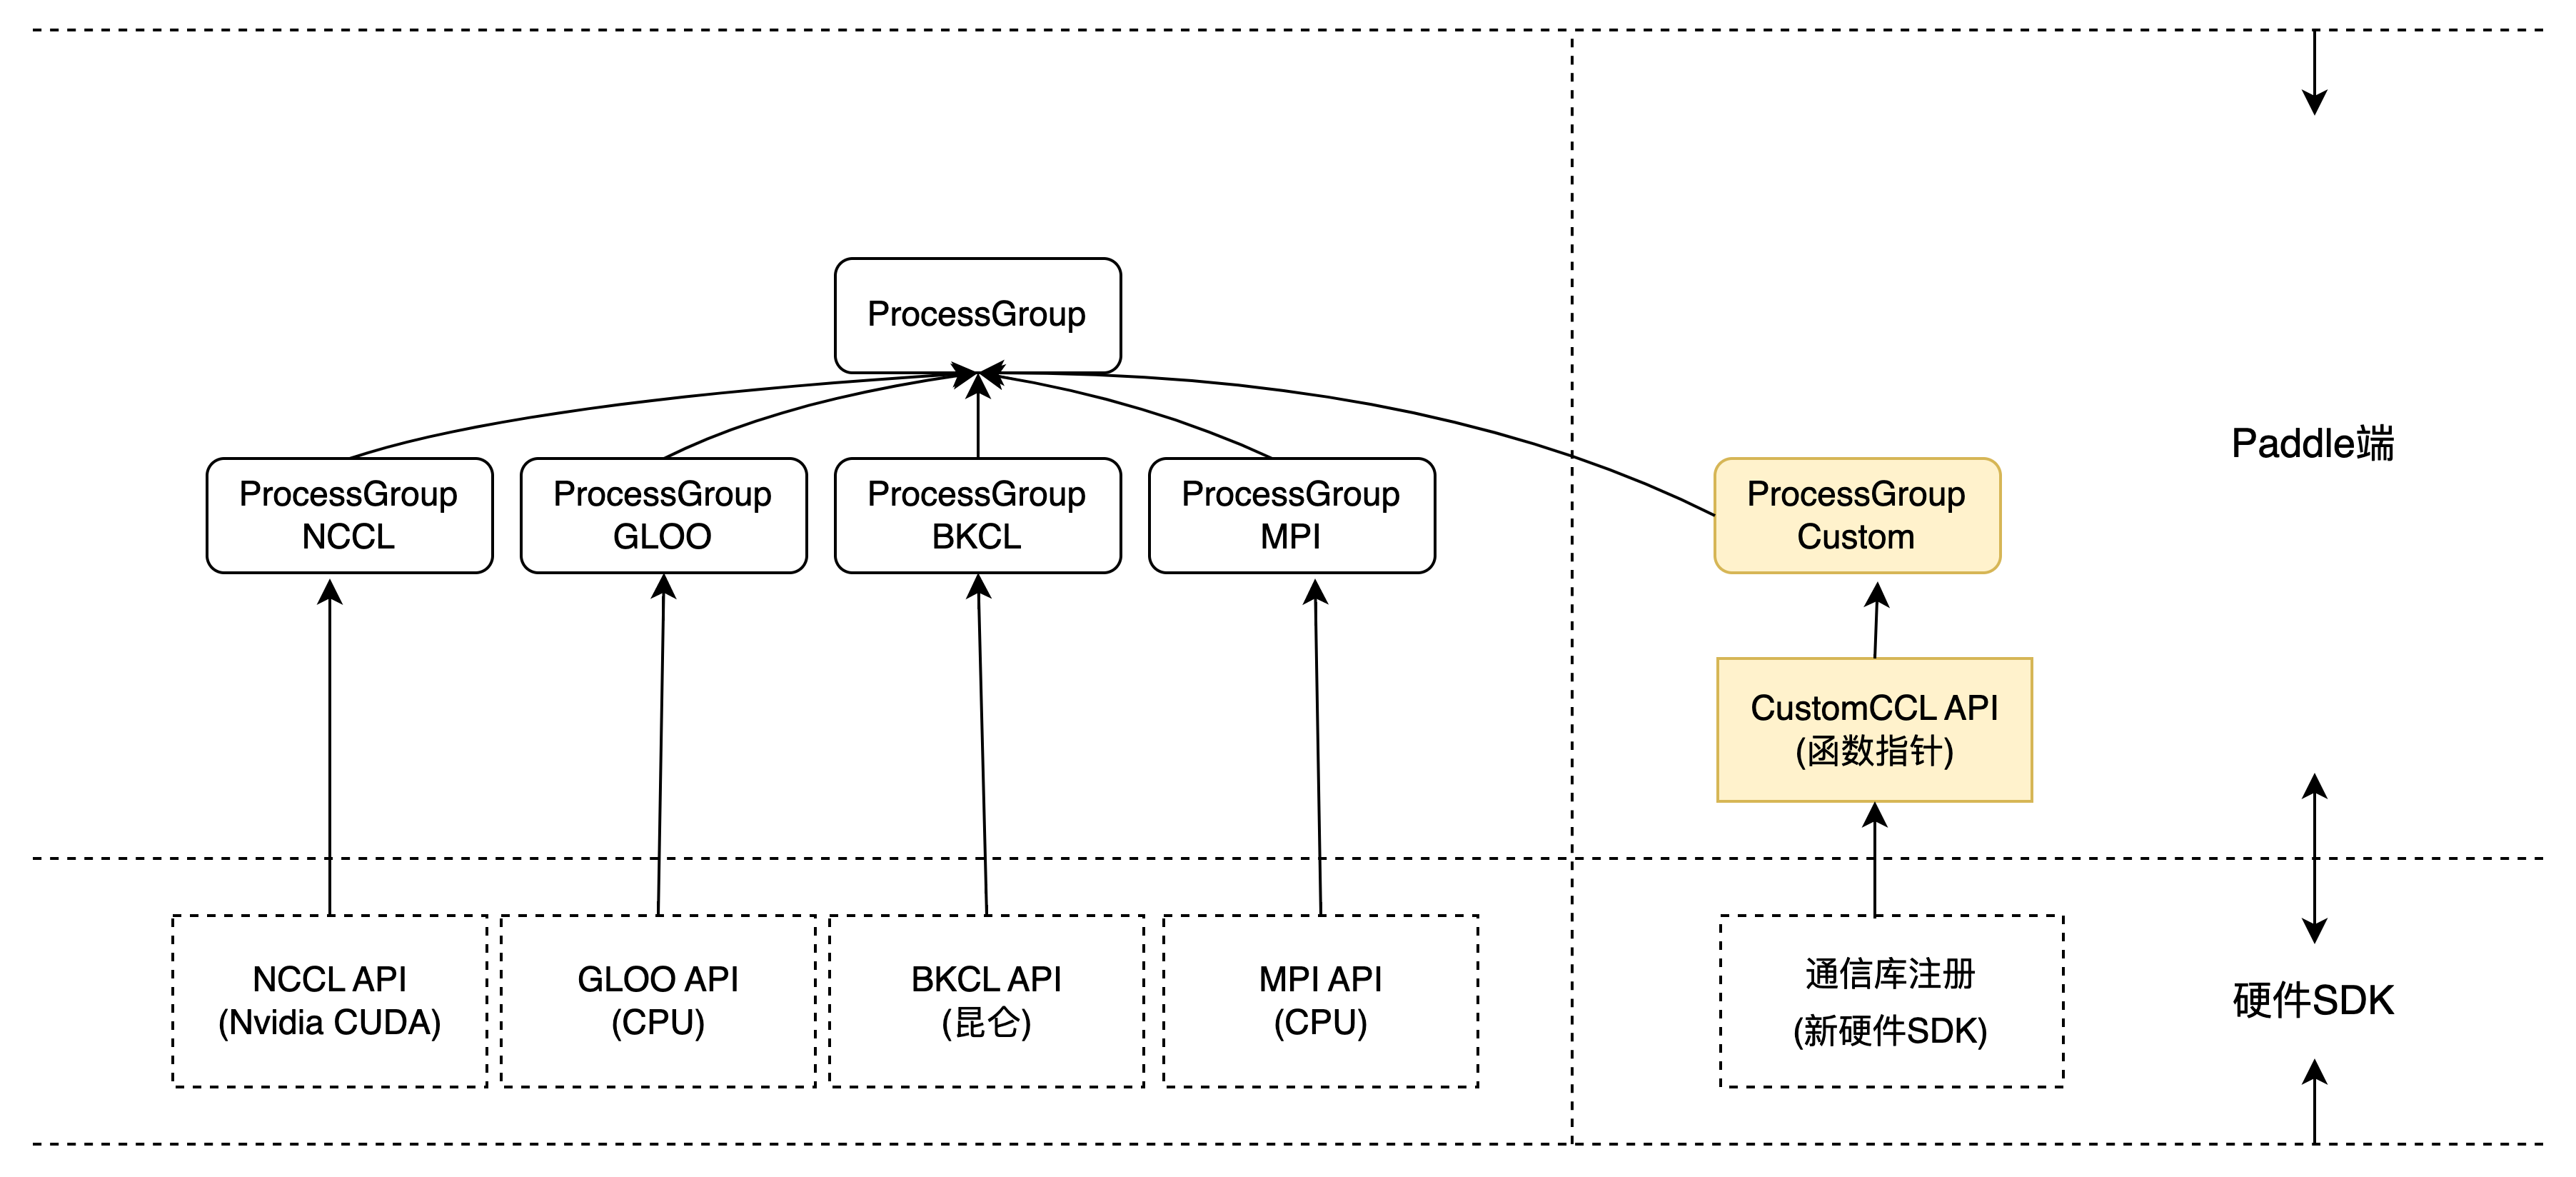 ProcessGroup
ProcessGroup
NCCL
ProcessGroup
GLOO
ProcessGroup
BKCL
ProcessGroup
MPI
ProcessGroup
Custom
Paddle端
CustomCCL API
(函数指针)
NCCL API
(Nvidia CUDA)
GLOO API
(CPU)
BKCL API
(昆仑)
MPI API
(CPU)
通信库注册
(新硬件SDK)
硬件SDK